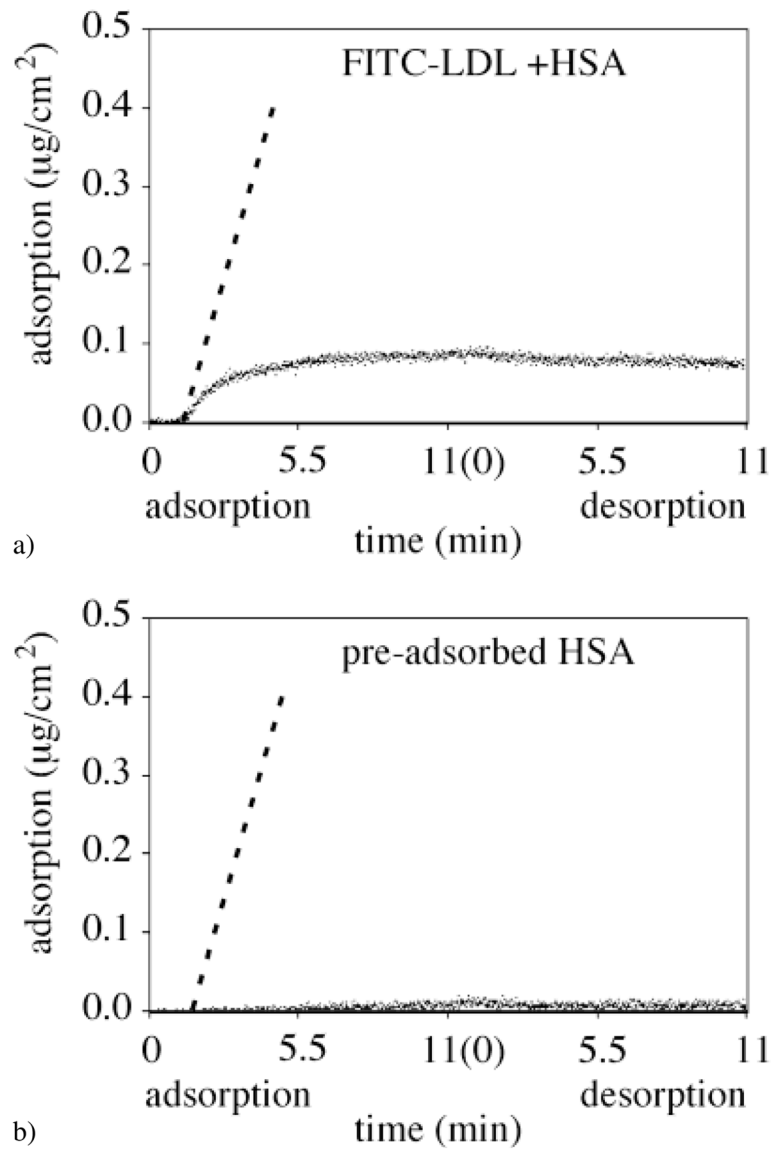 0.5
FITC-LDL +HSA
0.4
0.3
0.2
0.1
0.0
adsorption (µg/cm²)
0 5.5 11(0) 5.5 11
adsorption desorption
time (min)
a)
0.5
pre-adsorbed HSA
0.4
0.3
0.2
0.1
0.0
adsorption (µg/cm²)
0 5.5 11(0) 5.5 11
adsorption desorption
time (min)
b)